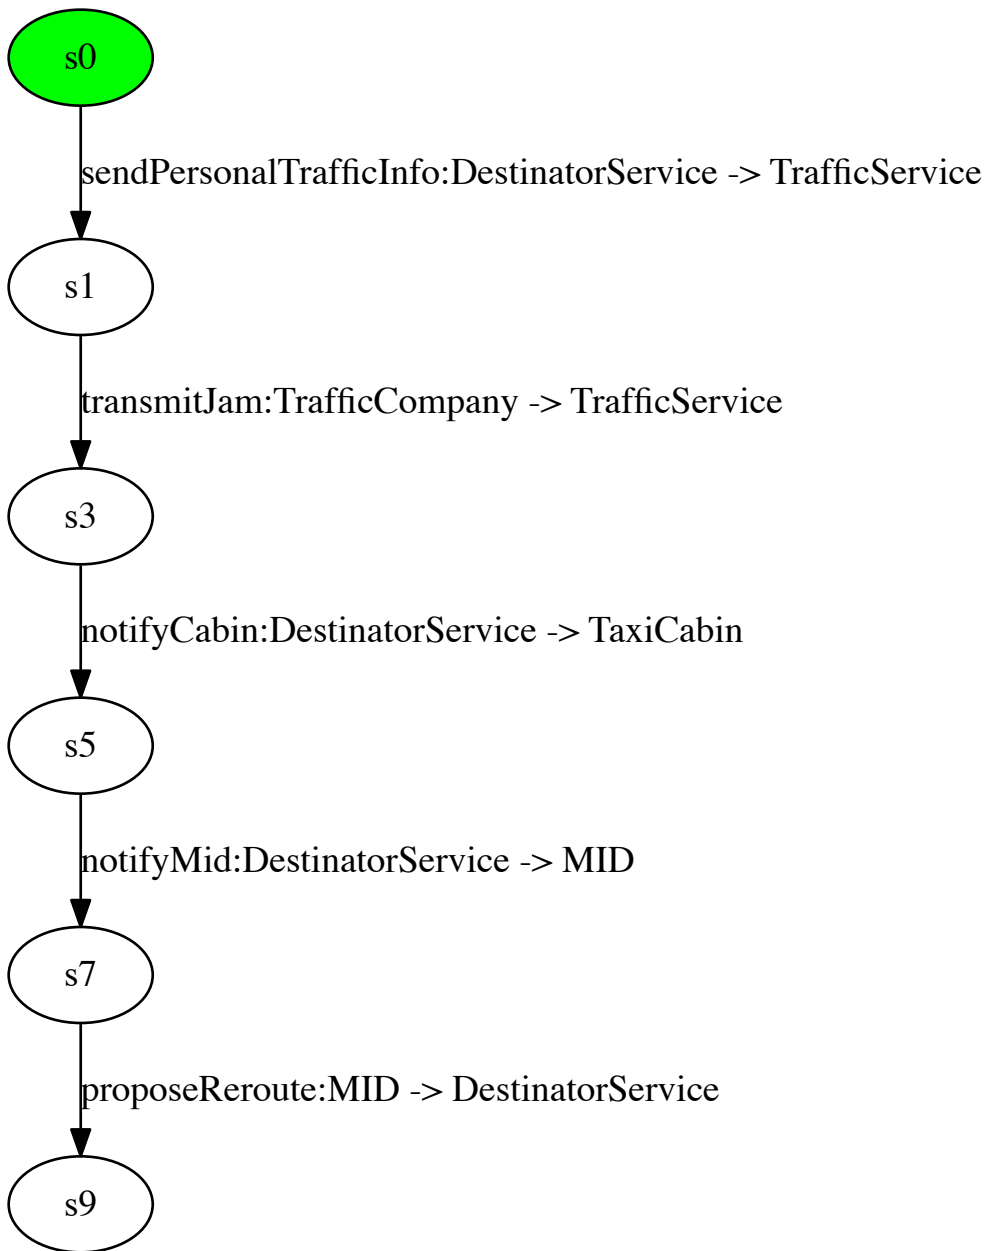 s0
sendPersonalTrafficInfo:DestinatorService -> TrafficService
s1
transmitJam:TrafficCompany -> TrafficService
s3
notifyCabin:DestinatorService -> TaxiCabin
s5
notifyMid:DestinatorService -> MID
s7
proposeReroute:MID -> DestinatorService
s9